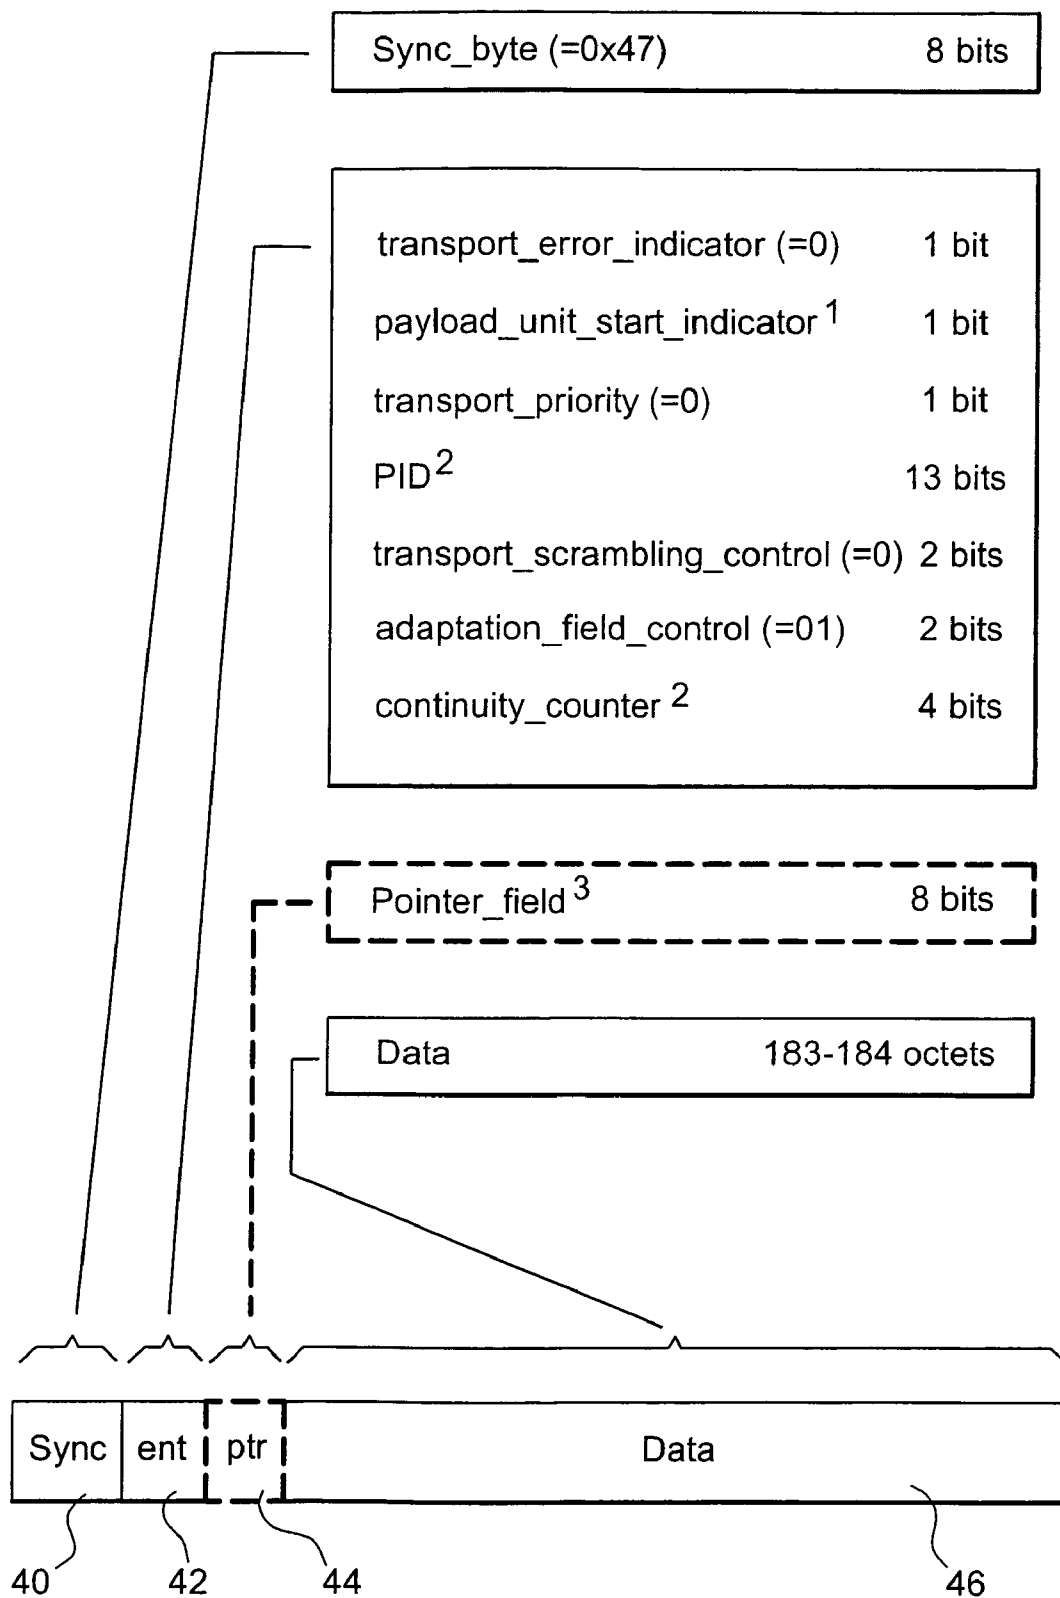 Sync_byte (=0x47) 8 bits
transport_error_indicator (=0) 1 bit
payload_unit_start_indicator 1 1 bit
transport_priority (=0) 1 bit
PID 2 13 bits
transport_scrambling_control (=0) 2 bits
adaptation_field_control (=01) 2 bits
continuity_counter 2 4 bits
Pointer_field 3 8 bits
Data 183-184 octets
Sync ent ptr Data
40 42 44 46